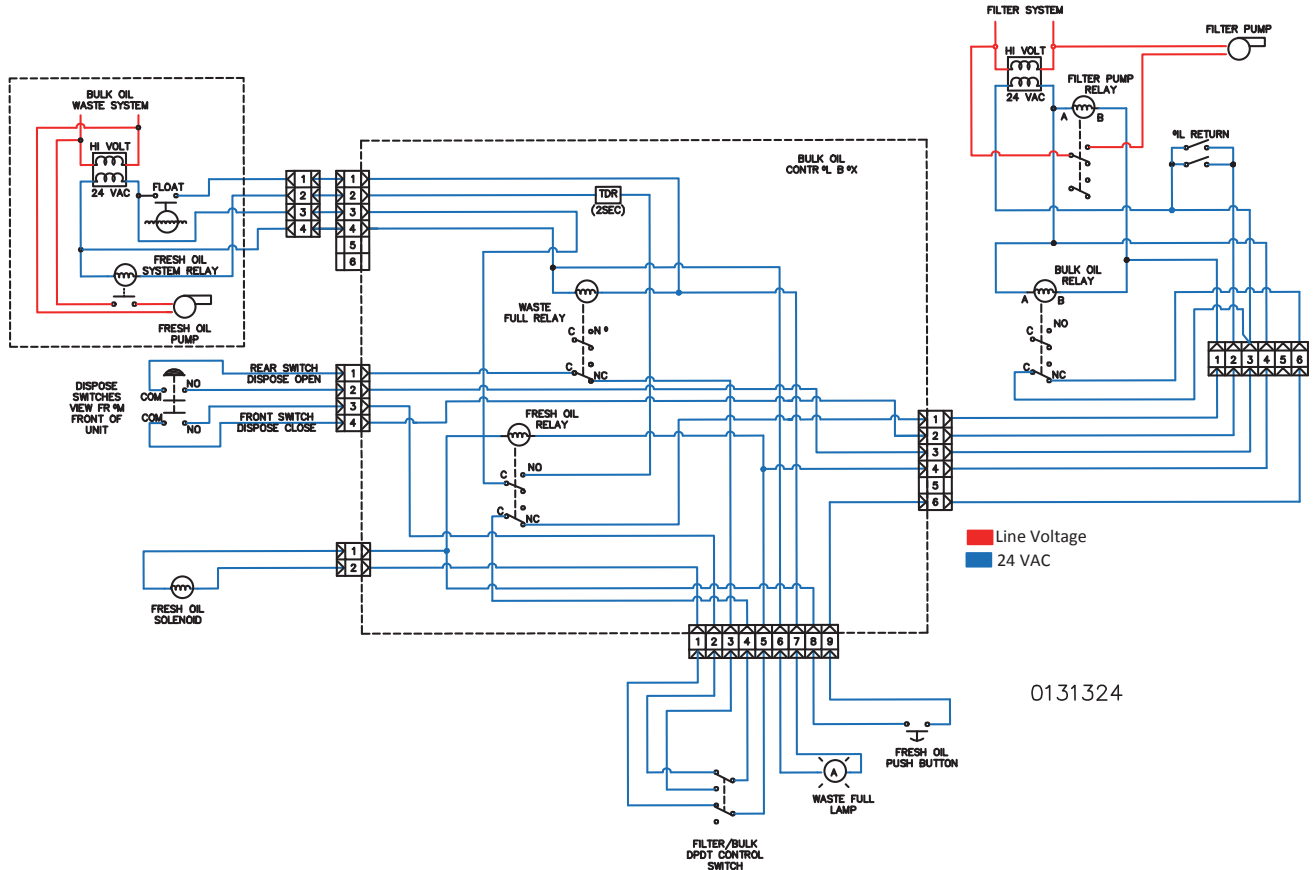 FILTER SYSTEM
HI VOLT
24 VAC
FILTER PUMP
FILTER PUMP
RELAY
A
B
°IL RETURN
BULK OIL
WASTE SYSTEM
HI VOLT
24 VAC
FLOAT
FRESH OIL
SYSTEM RELAY
FRESH OIL
PUMP
1
2
3
4
1
2
3
4
5
6
BULK OIL
CONTR°L B°X
TDR
(2SEC)
WASTE
FULL RELAY
C
N°
C
NC
BULK OIL
RELAY
A
B
C
NO
C
NC
1 2 3 4 5 6
DISPOSE
SWITCHES
VIEW FR°M
FRONT OF
UNIT
COM
NO
COM
NO
REAR SWITCH
DISPOSE OPEN
FRONT SWITCH
DISPOSE CLOSE
1
2
3
4
FRESH OIL
RELAY
C
NO
C
NC
1
2
3
4
5
6
Line Voltage
24 VAC
1
2
FRESH OIL
SOLENOID
1 2 3 4 5 6 7 8 9
0131324
FRESH OIL
PUSH BUTTON
A
WASTE FULL
LAMP
FILTER/BULK
DPDT CONTROL
SWITCH